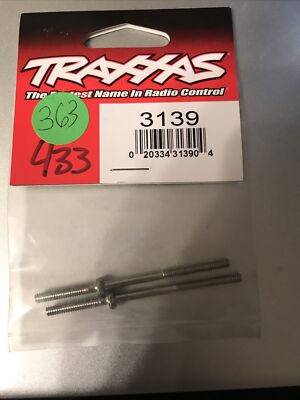 TRAXXAS
The Fastest Name In Radio Control
363
433
3139
0 20334 31390 4